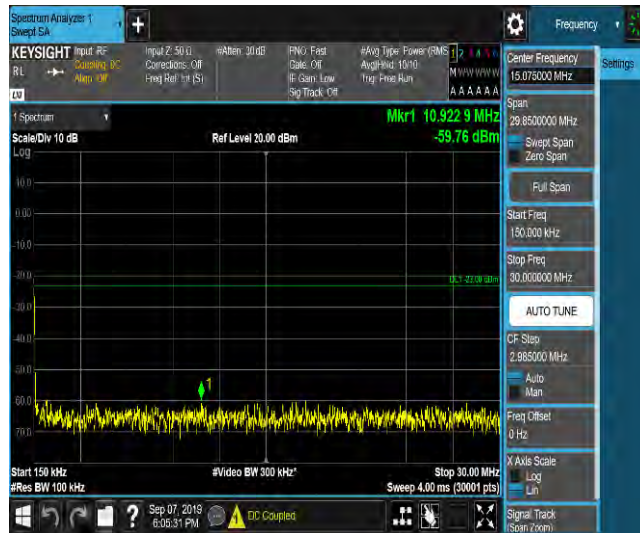 Spectrum Analyzer 1
Swept SA
+
Frequency
KEYSIGHT Input: RF Input Z: 50 Ω #Atten: 30 dB PNO: Fast #Avg Type: Power (RMS 1 2 3 4 5 6
RL Coupling: DC Corrections: Off Gate: Off Avg|Hold: 10/10 M W W W W W
Align: Off Freq Ref: Int (S) IF Gain: Low Trig: Free Run
LXI Sig Track: Off A A A A A A
Center Frequency
15.075000 MHz
Settings
Span
29.8500000 MHz
Swept Span
Zero Span
Full Span
Start Freq
150.000 kHz
Stop Freq
30.000000 MHz
AUTO TUNE
CF Step
2.985000 MHz
Auto
Man
Freq Offset
0 Hz
X Axis Scale
Log
Lin
Signal Track
(Span Zoom)
1 Spectrum
Mkr1 10.922 9 MHz
Scale/Div 10 dB Ref Level 20.00 dBm -59.76 dBm
Log
10.0
0.00
-10.0
-20.0
-30.0
-40.0
-50.0
-60.0
-70.0
1
Start 150 kHz #Video BW 300 kHz* Stop 30.00 MHz
#Res BW 100 kHz Sweep 4.00 ms (30001 pts)
? Sep 07, 2019
6:05:31 PM
DC Coupled